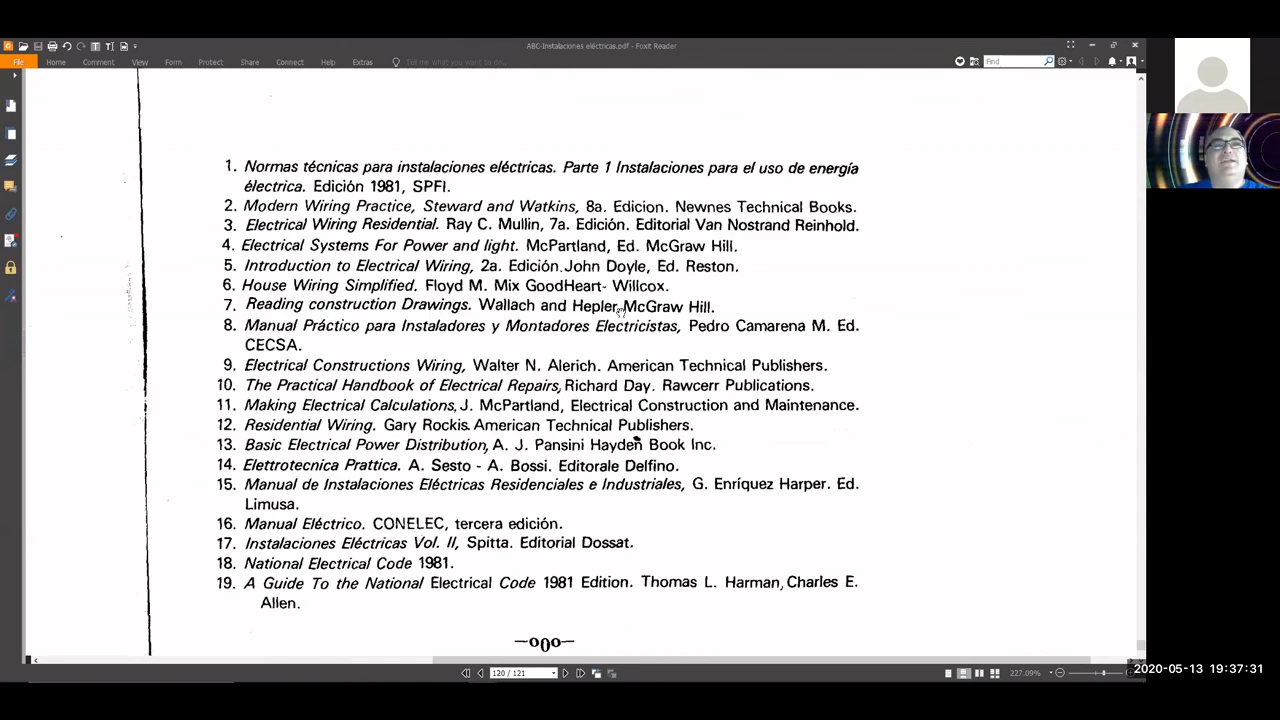 ABC-Instalaciones eléctricas.pdf - Foxit Reader
File Home Comment View Form Protect Share Connect Help Extras Tell me what you want to do.. Find
1. Normas técnicas para instalaciones eléctricas. Parte 1 Instalaciones para el uso de energía
électrica. Edición 1981, SPFI.
2. Modern Wiring Practice, Steward and Watkins, 8a. Edicion. Newnes Technical Books.
3. Electrical Wiring Residential. Ray C. Mullin, 7a. Edición. Editorial Van Nostrand Reinhold.
4. Electrical Systems For Power and light. McPartland, Ed. McGraw Hill.
5. Introduction to Electrical Wiring, 2a. Edición. John Doyle, Ed. Reston.
6. House Wiring Simplified. Floyd M. Mix GoodHeart- Willcox.
7. Reading construction Drawings. Wallach and Hepler McGraw Hill.
8. Manual Práctico para Instaladores y Montadores Electricistas, Pedro Camarena M. Ed.
CECSA.
9. Electrical Constructions Wiring, Walter N. Alerich. American Technical Publishers.
10. The Practical Handbook of Electrical Repairs, Richard Day. Rawcerr Publications.
11. Making Electrical Calculations, J. McPartland, Electrical Construction and Maintenance.
12. Residential Wiring. Gary Rockis. American Technical Publishers.
13. Basic Electrical Power Distribution, A. J. Pansini Hayden Book Inc.
14. Elettrotecnica Prattica. A. Sesto - A. Bossi. Editorale Delfino.
15. Manual de Instalaciones Eléctricas Residenciales e Industriales, G. Enríquez Harper. Ed.
Limusa.
16. Manual Eléctrico. CONELEC, tercera edición.
17. Instalaciones Eléctricas Vol. II, Spitta. Editorial Dossat.
18. National Electrical Code 1981.
19. A Guide To the National Electrical Code 1981 Edition. Thomas L. Harman, Charles E.
Allen.
—o0o—
120 / 121 227.09%
2020-05-13 19:37:31